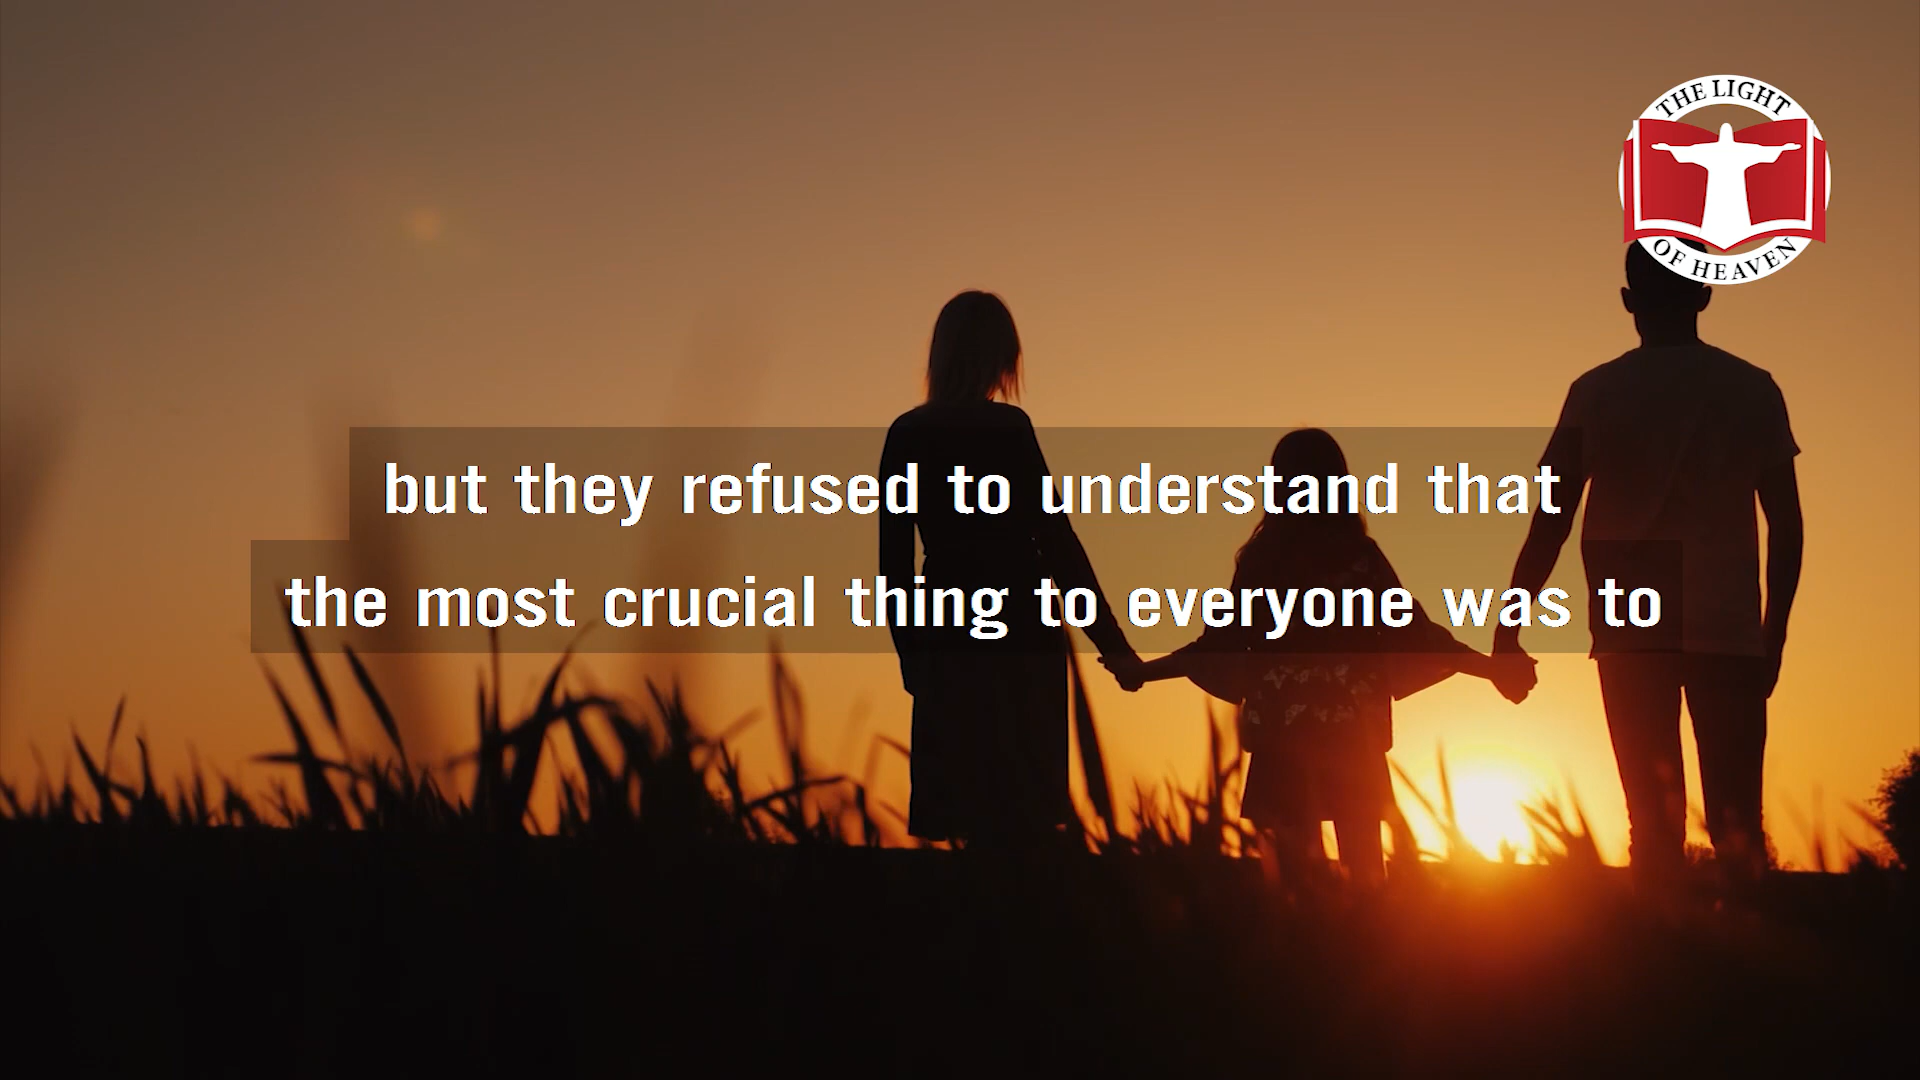 THE LIGHT
OF HEAVEN
but they refused to understand that
the most crucial thing to everyone was to